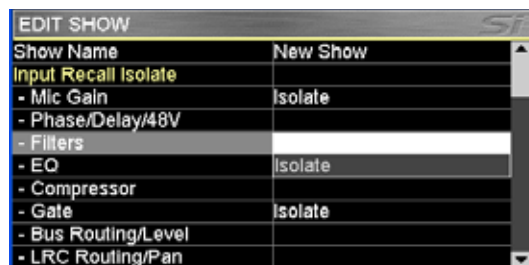 EDIT SHOW Si
Show Name New Show
Input Recall Isolate
- Mic Gain Isolate
- Phase/Delay/48V
- Filters
- EQ Isolate
- Compressor
- Gate Isolate
- Bus Routing/Level
- LRC Routing/Pan